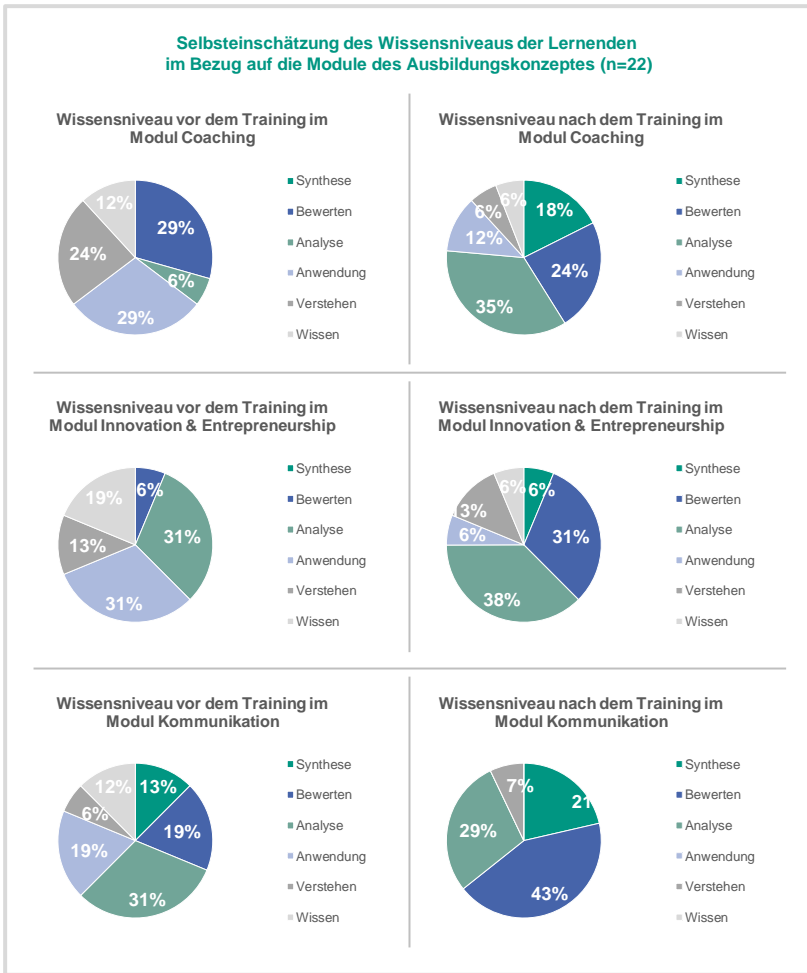 Selbsteinschätzung des Wissensniveaus der Lernenden
im Bezug auf die Module des Ausbildungskonzeptes (n=22)
Wissensniveau vor dem Training im
Modul Coaching
12%
29%
24%
6%
29%
Synthese
Bewerten
Analyse
Anwendung
Verstehen
Wissen
Wissensniveau nach dem Training im
Modul Coaching
6%
6%
18%
12%
24%
35%
Synthese
Bewerten
Analyse
Anwendung
Verstehen
Wissen
Wissensniveau vor dem Training im
Modul Innovation & Entrepreneurship
19%
6%
31%
13%
31%
Synthese
Bewerten
Analyse
Anwendung
Verstehen
Wissen
Wissensniveau nach dem Training im
Modul Innovation & Entrepreneurship
6%
6%
3%
31%
6%
38%
Synthese
Bewerten
Analyse
Anwendung
Verstehen
Wissen
Wissensniveau vor dem Training im
Modul Kommunikation
12%
13%
6%
19%
19%
31%
Synthese
Bewerten
Analyse
Anwendung
Verstehen
Wissen
Wissensniveau nach dem Training im
Modul Kommunikation
7%
21
29%
43%
Synthese
Bewerten
Analyse
Anwendung
Verstehen
Wissen